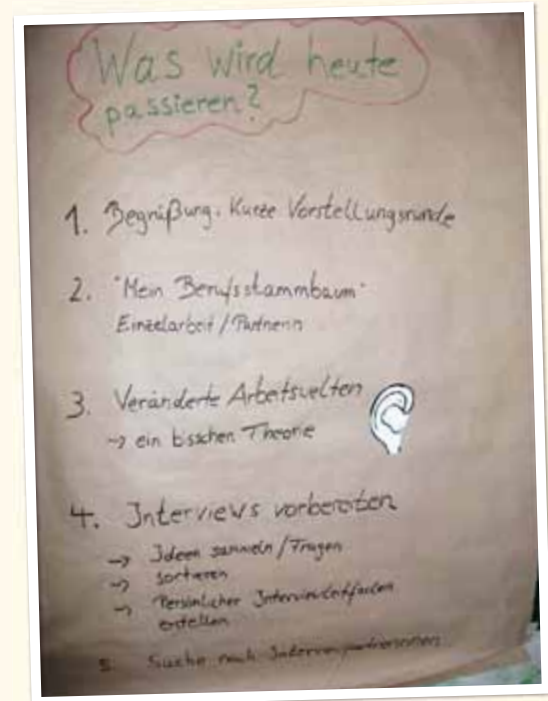 Was wird heute
passieren?
1. Begrüßung. Kurze Vorstellungsrunde
2. "Mein Berufsstammbaum"
Einzelarbeit / Partnerin
3. Veränderte Arbeitswelten
~> ein bisschen Theorie
4. Interviews vorbereiten
~> Ideen sammeln / Fragen
~> sortieren
~> Persönlicher Interviewleitfaden
erstellen
5. Suche nach Interviewpartnerinnen